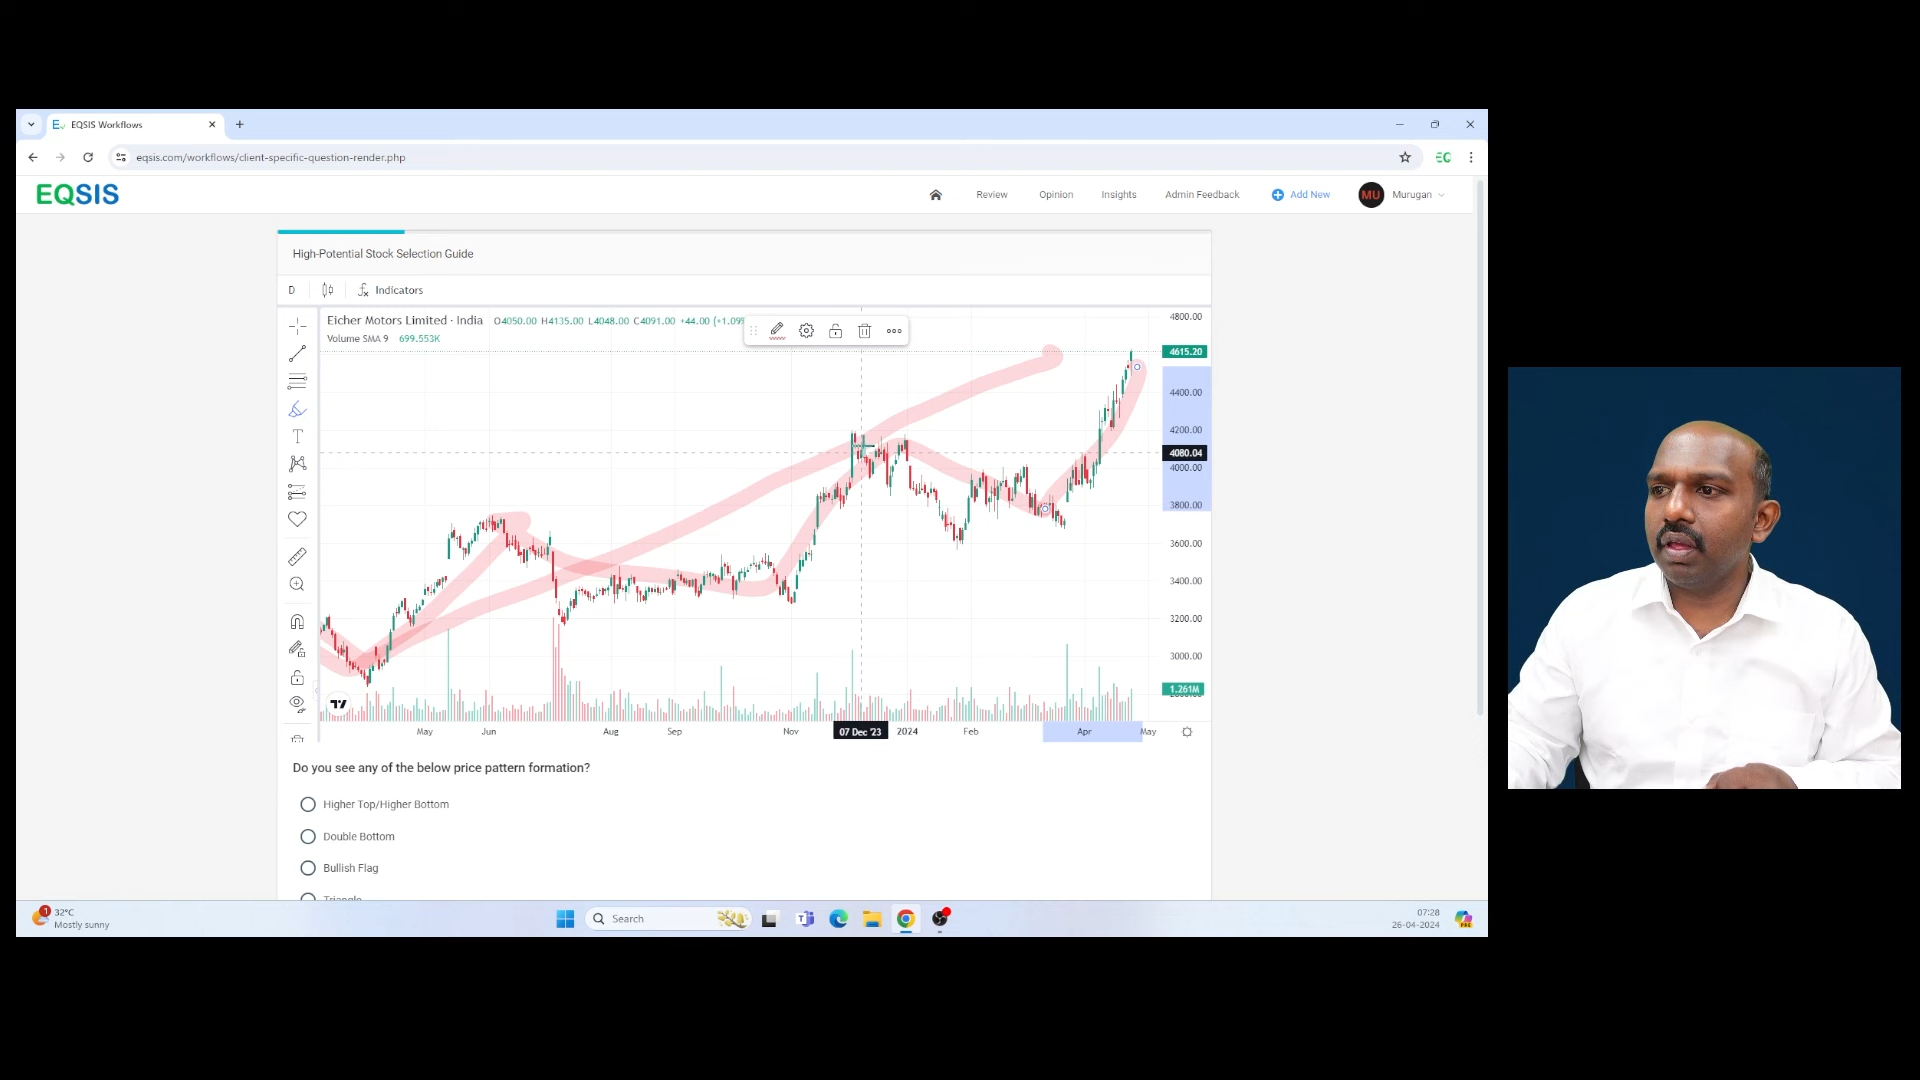 EQSIS Workflows
eqsis.com/workflows/client-specific-question-render.php
EQ
EQSIS
Review
Opinion
Insights
Admin Feedback
Add New
MU
Murugan
High-Potential Stock Selection Guide
D
Indicators
Eicher Motors Limited · India O4050.00 H4135.00 L4048.00 C4091.00 +44.00 (+1.09%
Volume SMA 9 699.553K
4800.00
4615.20
4400.00
4200.00
4080.04
4000.00
3800.00
3600.00
3400.00
3200.00
3000.00
1.261M
May
Jun
Aug
Sep
Nov
07 Dec '23
2024
Feb
Apr
May
Do you see any of the below price pattern formation?
Higher Top/Higher Bottom
Double Bottom
Bullish Flag
Triangle
1
32°C
Mostly sunny
Search
07:28
26-04-2024